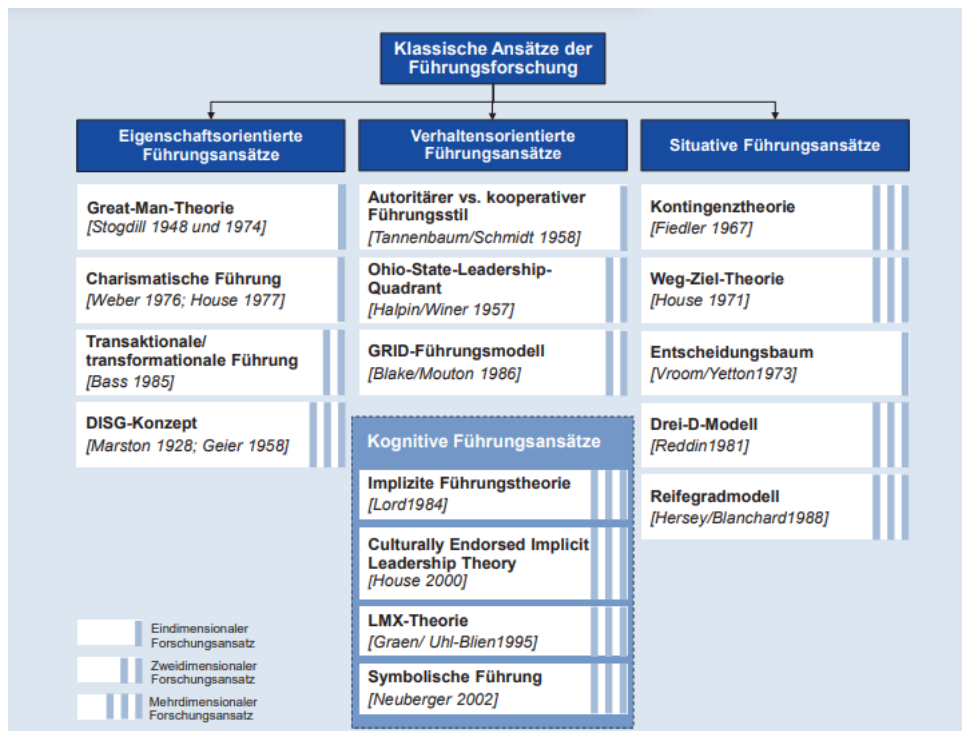 Klassische Ansätze der
Führungsforschung
Eigenschaftsorientierte
Führungsansätze
Great-Man-Theorie
[Stogdill 1948 und 1974]
Charismatische Führung
[Weber 1976; House 1977]
Transaktionale/
transformationale Führung
[Bass 1985]
DISG-Konzept
[Marston 1928; Geier 1958]
Verhaltensorientierte
Führungsansätze
Autoritärer vs. kooperativer
Führungsstil
[Tannenbaum/Schmidt 1958]
Ohio-State-Leadership-
Quadrant
[Halpin/Winer 1957]
GRID-Führungsmodell
[Blake/Mouton 1986]
Kognitive Führungsansätze
Implizite Führungstheorie
[Lord1984]
Culturally Endorsed Implicit
Leadership Theory
[House 2000]
LMX-Theorie
[Graen/ Uhl-Blien1995]
Symbolische Führung
[Neuberger 2002]
Situative Führungsansätze
Kontingenztheorie
[Fiedler 1967]
Weg-Ziel-Theorie
[House 1971]
Entscheidungsbaum
[Vroom/Yetton1973]
Drei-D-Modell
[Reddin1981]
Reifegradmodell
[Hersey/Blanchard1988]
Eindimensionaler
Forschungsansatz
Zweidimensionaler
Forschungsansatz
Mehrdimensionaler
Forschungsansatz